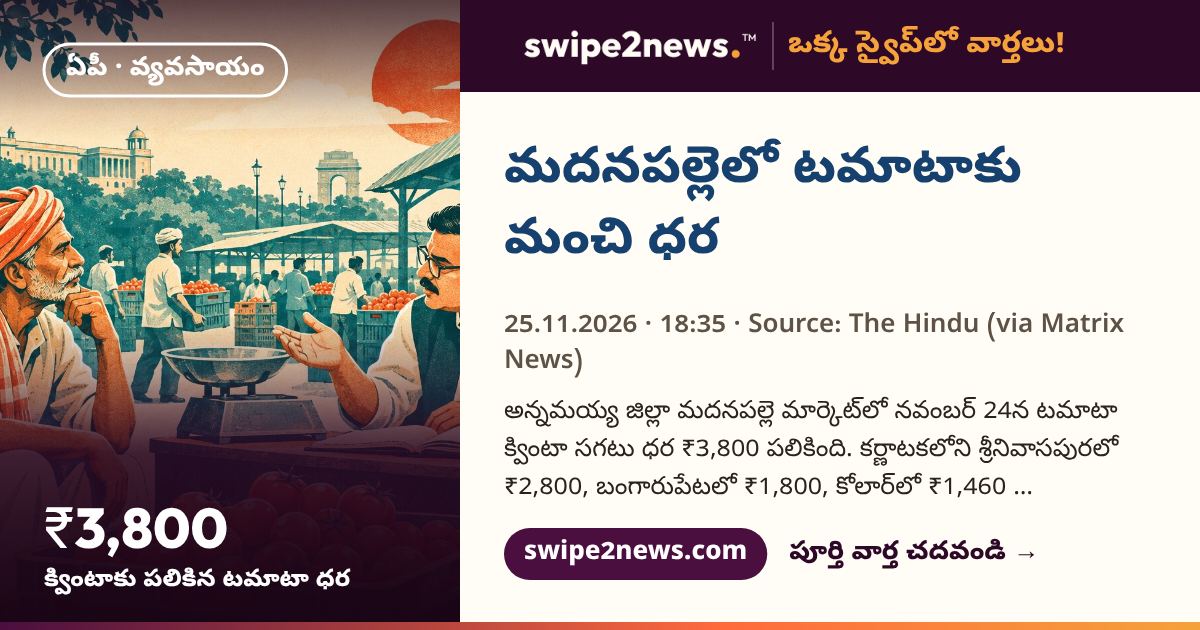 ఏపీ · వ్యవసాయం
₹3,800
క్వింటాకు పలికిన టమాటా ధర
swipe2news.™
ఒక్క స్వైప్‌లో వార్తలు!
మదనపల్లెలో టమాటాకు
మంచి ధర
25.11.2026 · 18:35 · Source: The Hindu (via Matrix
News)
అన్నమయ్య జిల్లా మదనపల్లె మార్కెట్‌లో నవంబర్ 24న టమాటా
క్వింటా సగటు ధర ₹3,800 పలికింది. కర్ణాటకలోని శ్రీనివాసపురలో
₹2,800, బంగారుపేటలో ₹1,800, కోలార్‌లో ₹1,460 ...
swipe2news.com
పూర్తి వార్త చదవండి →